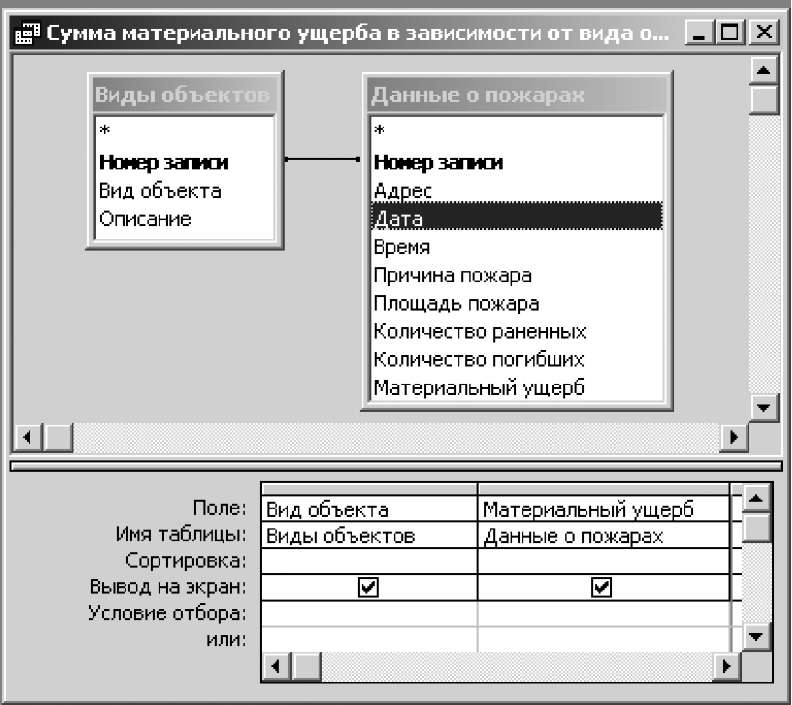 Сумма материального ущерба в зависимости от вида о...
Виды объектов
*
Номер записи
Вид объекта
Описание
Данные о пожарах
*
Номер записи
Адрес
Дата
Время
Причина пожара
Площадь пожара
Количество раненных
Количество погибших
Материальный ущерб
Поле: Вид объекта Материальный ущерб
Имя таблицы: Виды объектов Данные о пожарах
Сортировка:
Вывод на экран:
Условие отбора:
или: